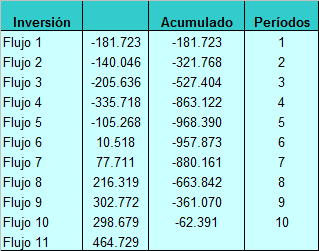 Inversión Acumulado Períodos
Flujo 1 -181.723 -181.723 1
Flujo 2 -140.046 -321.768 2
Flujo 3 -205.636 -527.404 3
Flujo 4 -335.718 -863.122 4
Flujo 5 -105.268 -968.390 5
Flujo 6 10.518 -957.873 6
Flujo 7 77.711 -880.161 7
Flujo 8 216.319 -663.842 8
Flujo 9 302.772 -361.070 9
Flujo 10 298.679 -62.391 10
Flujo 11 464.729